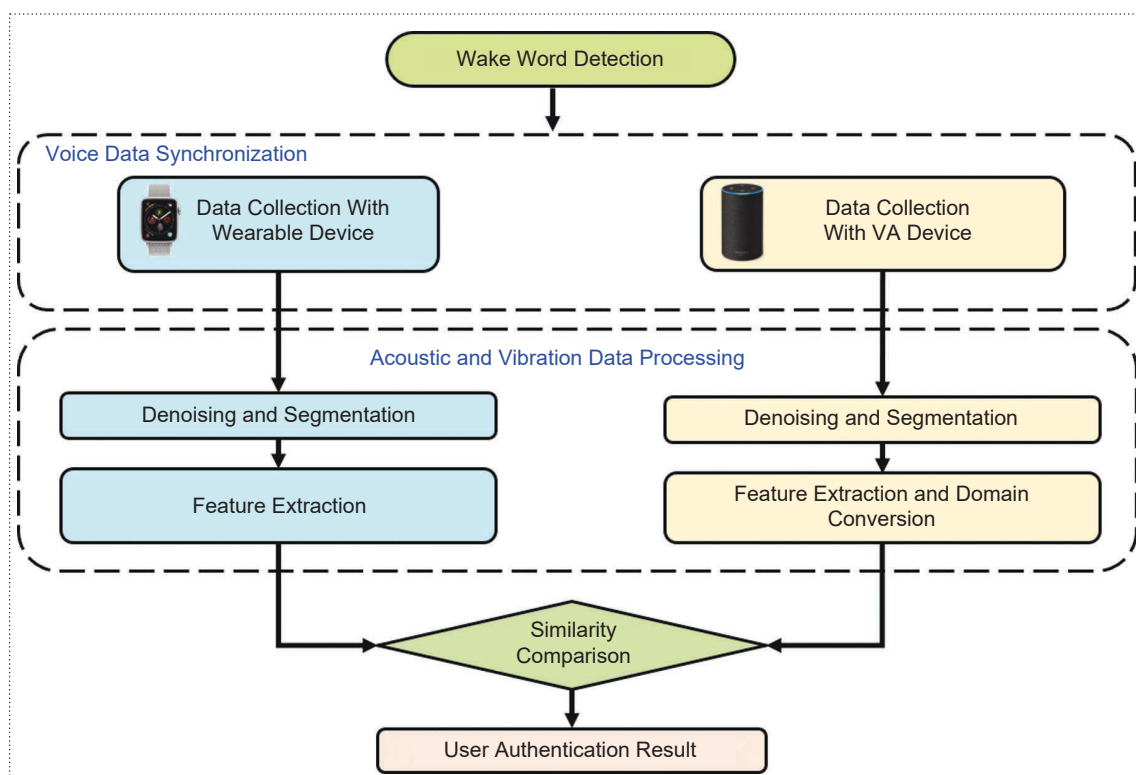 Wake Word Detection
Voice Data Synchronization
Data Collection With
Wearable Device
Data Collection
With VA Device
Acoustic and Vibration Data Processing
Denoising and Segmentation
Denoising and Segmentation
Feature Extraction
Feature Extraction and Domain
Conversion
Similarity
Comparison
User Authentication Result